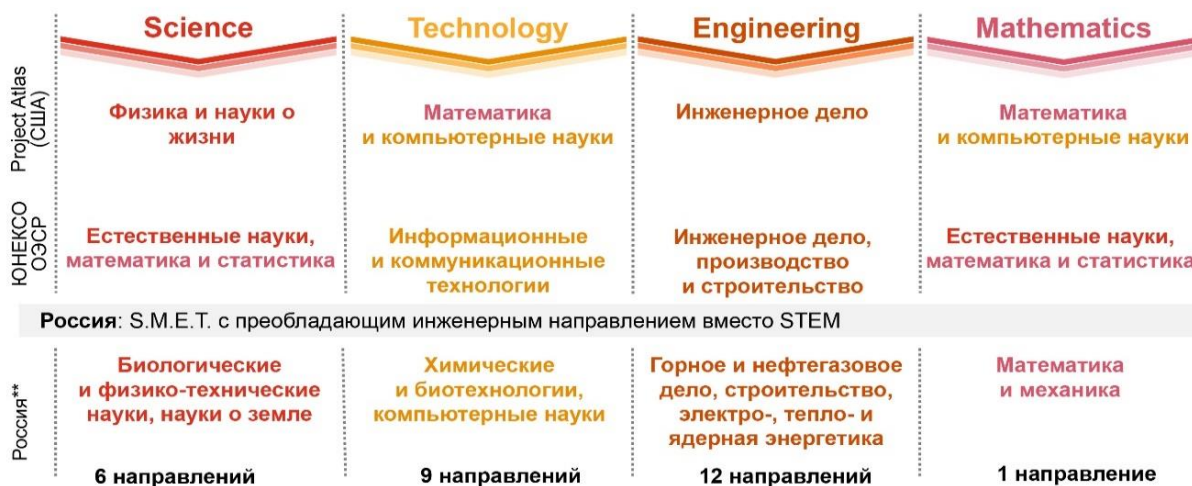 Science
Technology
Engineering
Mathematics
Project Atlas
(США)
Физика и науки о
жизни
Математика
и компьютерные науки
Инженерное дело
Математика
и компьютерные науки
ЮНЕКСО
ОЭСР
Естественные науки,
математика и статистика
Информационные
и коммуникационные
технологии
Инженерное дело,
производство
и строительство
Естественные науки,
математика и статистика
Россия: S.M.E.T. с преобладающим инженерным направлением вместо STEM
Россия**
Биологические
и физико-технические
науки, науки о земле
Химические
и биотехнологии,
компьютерные науки
Горное и нефтегазовое
дело, строительство,
электро-, тепло- и
ядерная энергетика
Математика
и механика
6 направлений
9 направлений
12 направлений
1 направление